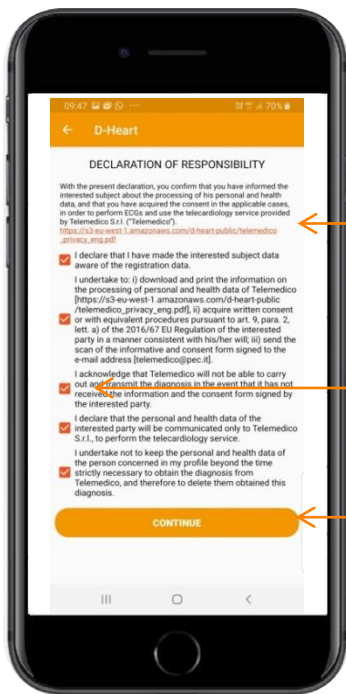 09:47 70%
D-Heart
DECLARATION OF RESPONSIBILITY
With the present declaration, you confirm that you have informed the
interested subject about the processing of his personal and health
data, and that you have acquired the consent in the applicable cases,
in order to perform ECGs and use the telecardiology service provided
by Telemedico S.r.l. ("Telemedico").
https://s3-eu-west-1.amazonaws.com/d-heart-public/telemedico
_privacy_eng.pdf
I declare that I have made the interested subject data
aware of the registration data.
I undertake to: i) download and print the information on
the processing of personal and health data of Telemedico
[https://s3-eu-west-1.amazonaws.com/d-heart-public
/telemedico_privacy_eng.pdf], ii) acquire written consent
or with equivalent procedures pursuant to art. 9, para. 2,
lett. a) of the 2016/67 EU Regulation of the interested
party in a manner consistent with his/her will; iii) send the
scan of the informative and consent form signed to the
e-mail address [telemedico@pec.it].
I acknowledge that Telemedico will not be able to carry
out and transmit the diagnosis in the event that it has not
received the information and the consent form signed by
the interested party.
I declare that the personal and health data of the
interested party will be communicated only to Telemedico
S.r.l., to perform the telecardiology service.
I undertake not to keep the personal and health data of
the person concerned in my profile beyond the time
strictly necessary to obtain the diagnosis from
Telemedico, and therefore to delete them obtained this
diagnosis.
CONTINUE